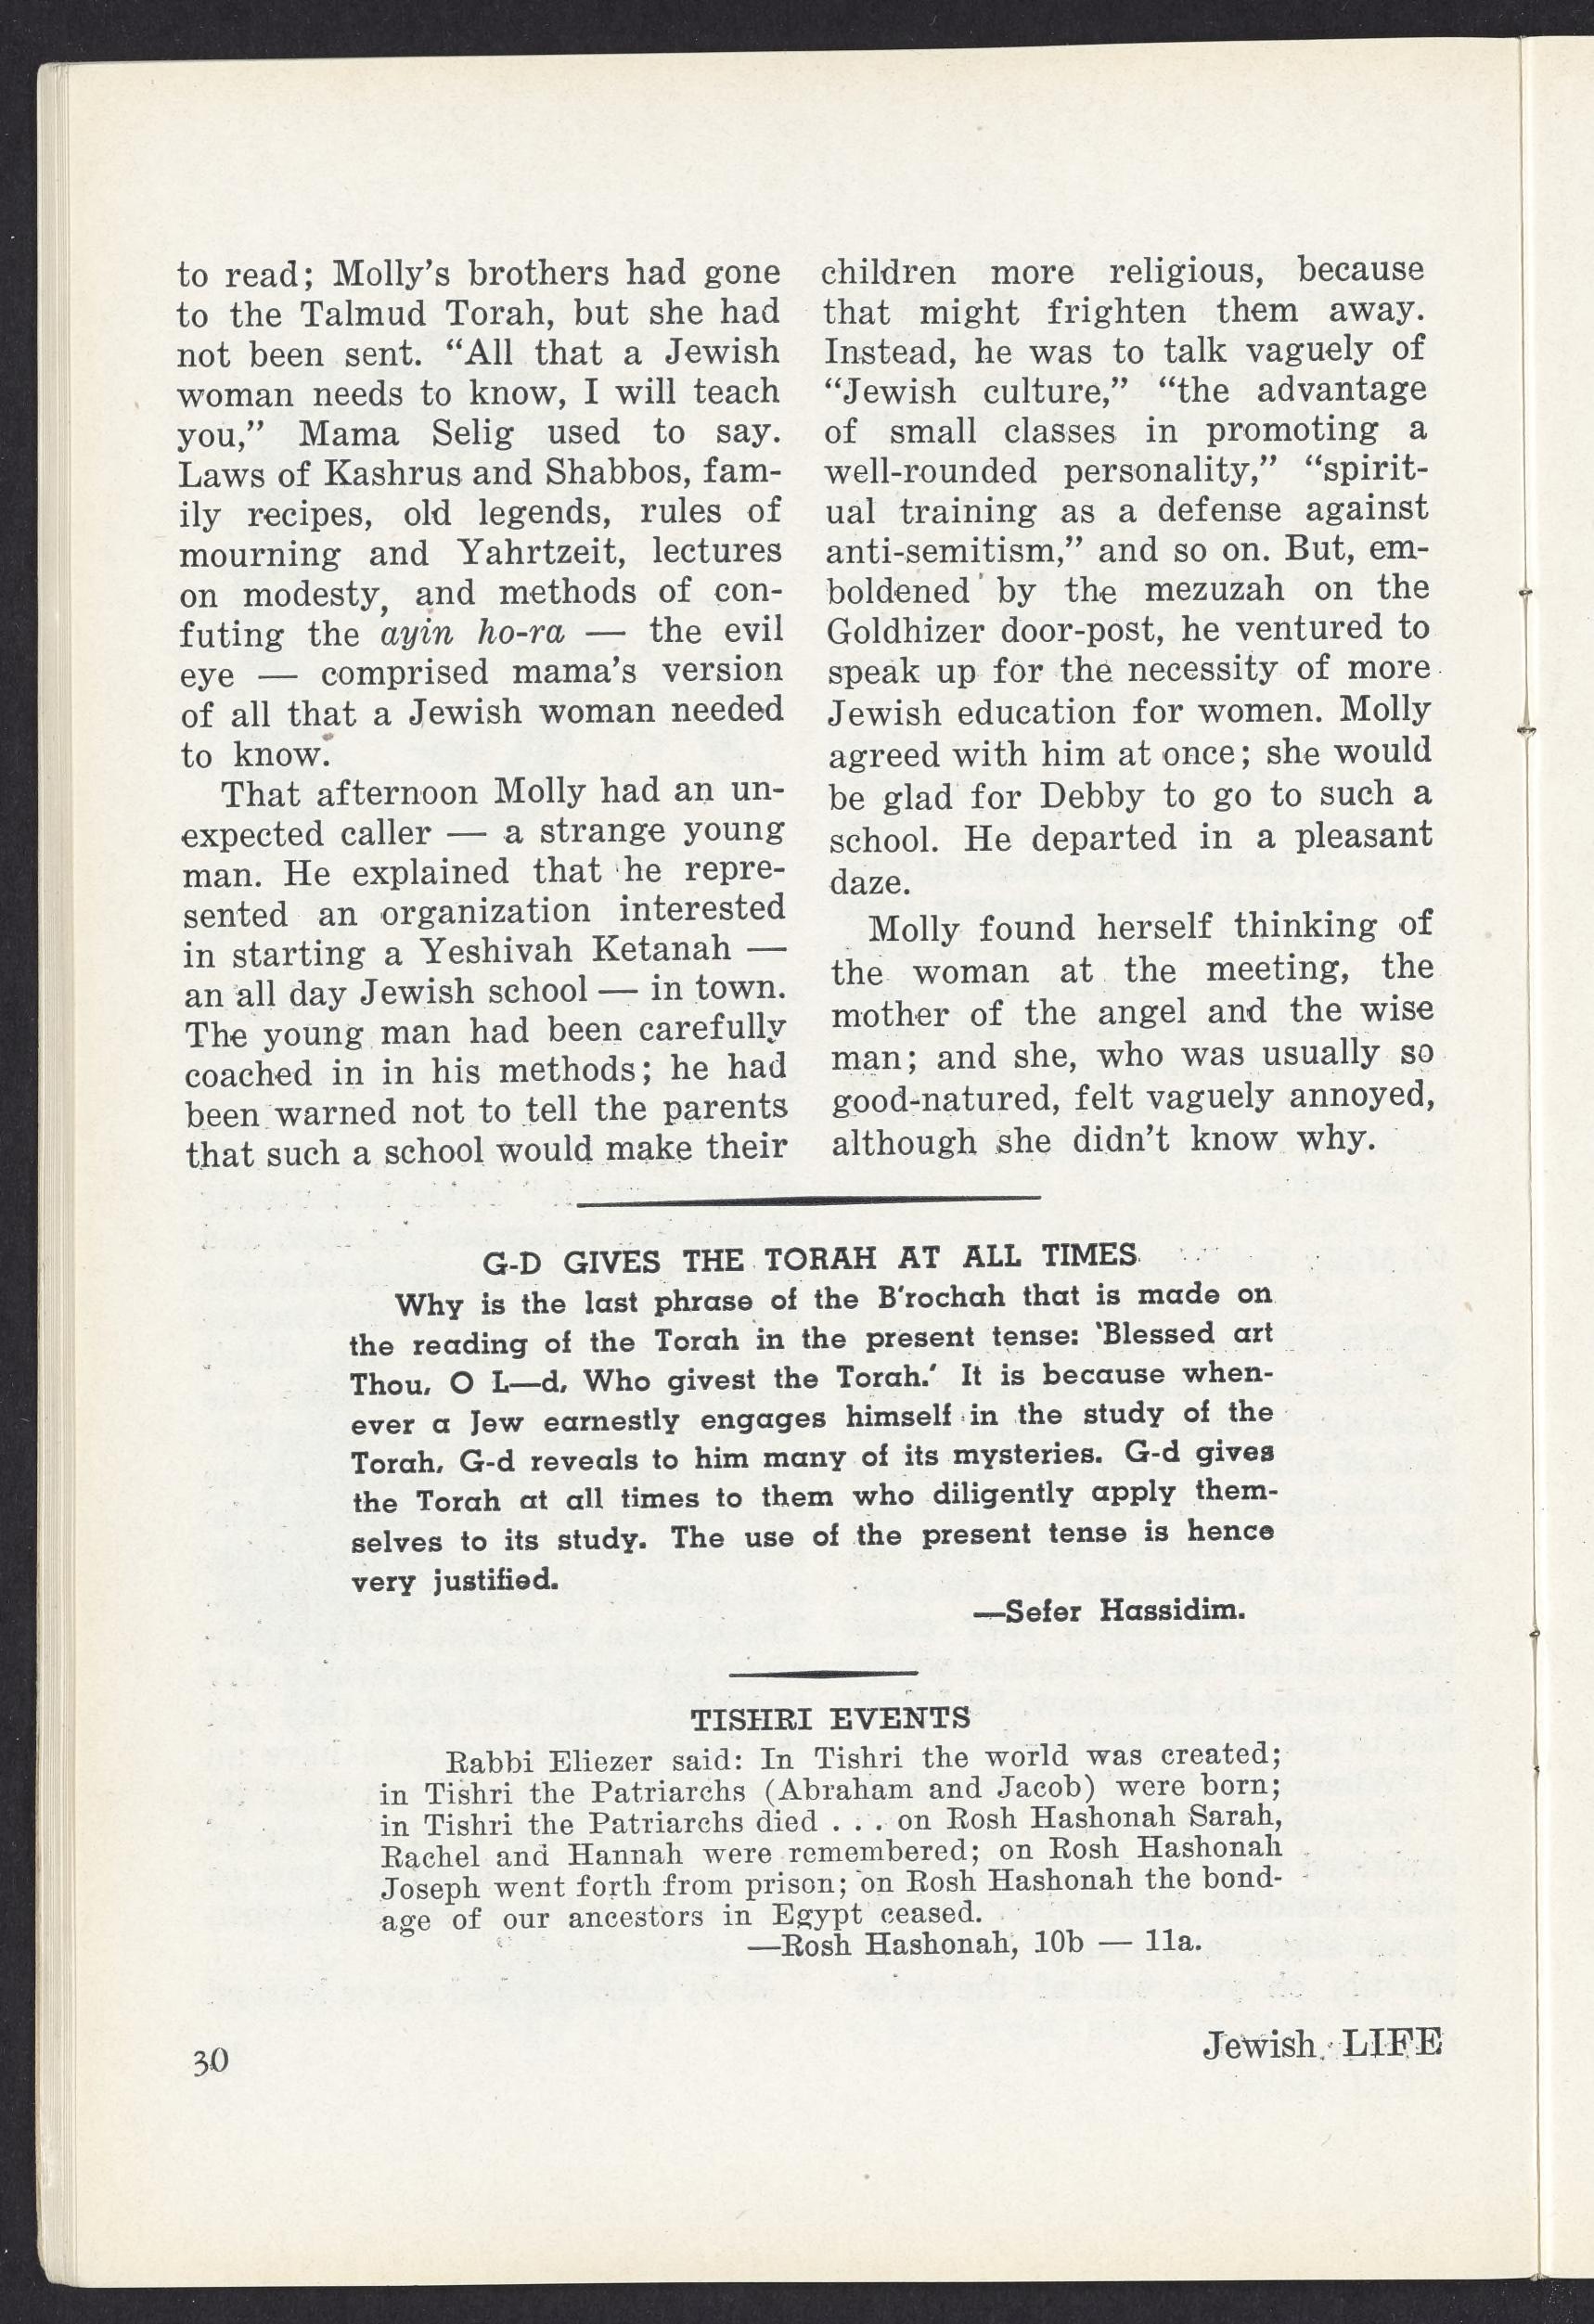 to read; Molly's brothers had gone
to the Talmud Torah, but she had
not been sent. “All that a Jewish
woman needs to know, I will teach
you,” Mama Selig used to say.
Laws of Kashrus and Shabbos, fam-
ily recipes, old legends, rules of
mourning and Yahrtzeit, lectures
on modesty, and methods of con-
futing the ayin ho-ra — the evil
eye — comprised mama's version
of all that a Jewish woman needed
to know.
That afternoon Molly had an un-
expected caller — a strange young
man. He explained that he repre-
sented an organization interested
in starting a Yeshivah Ketanah —
an all day Jewish school — in town.
The young man had been carefully
coached in in his methods; he had
been warned not to tell the parents
that such a school would make their
children more religious, because
that might frighten them away.
Instead, he was to talk vaguely of
“Jewish culture,” “the advantage
of small classes in promoting a
well-rounded personality,” “spirit-
ual training as a defense against
anti-semitism,” and so on. But, em-
boldened by the mezuzah on the
Goldhizer door-post, he ventured to
speak up for the necessity of more
Jewish education for women. Molly
agreed with him at once; she would
be glad for Debby to go to such a
school. He departed in a pleasant
daze.
Molly found herself thinking of
the woman at the meeting, the
mother of the angel and the wise
man; and she, who was usually so
good-natured, felt vaguely annoyed,
although she didn't know why.
G-D GIVES THE TORAH AT ALL TIMES
Why is the last phrase of the B'rochah that is made on
the reading of the Torah in the present tense: ‘Blessed art
Thou, O L—d, Who givest the Torah.’ It is because when-
ever a Jew earnestly engages himself in the study of the
Torah, G-d reveals to him many of its mysteries. G-d gives
the Torah at all times to them who diligently apply them-
selves to its study. The use of the present tense is hence
very justified.
—Sefer Hassidim.
TISHRI EVENTS
Rabbi Eliezer said: In Tishri the world was created;
in Tishri the Patriarchs (Abraham and Jacob) were born;
in Tishri the Patriarchs died . . . on Rosh Hashonah Sarah,
Rachel and Hannah were remembered; on Rosh Hashonah
Joseph went forth from prison; on Rosh Hashonah the bond-
age of our ancestors in Egypt ceased.
—Rosh Hashonah, 10b — 11a.
30
Jewish LIFE